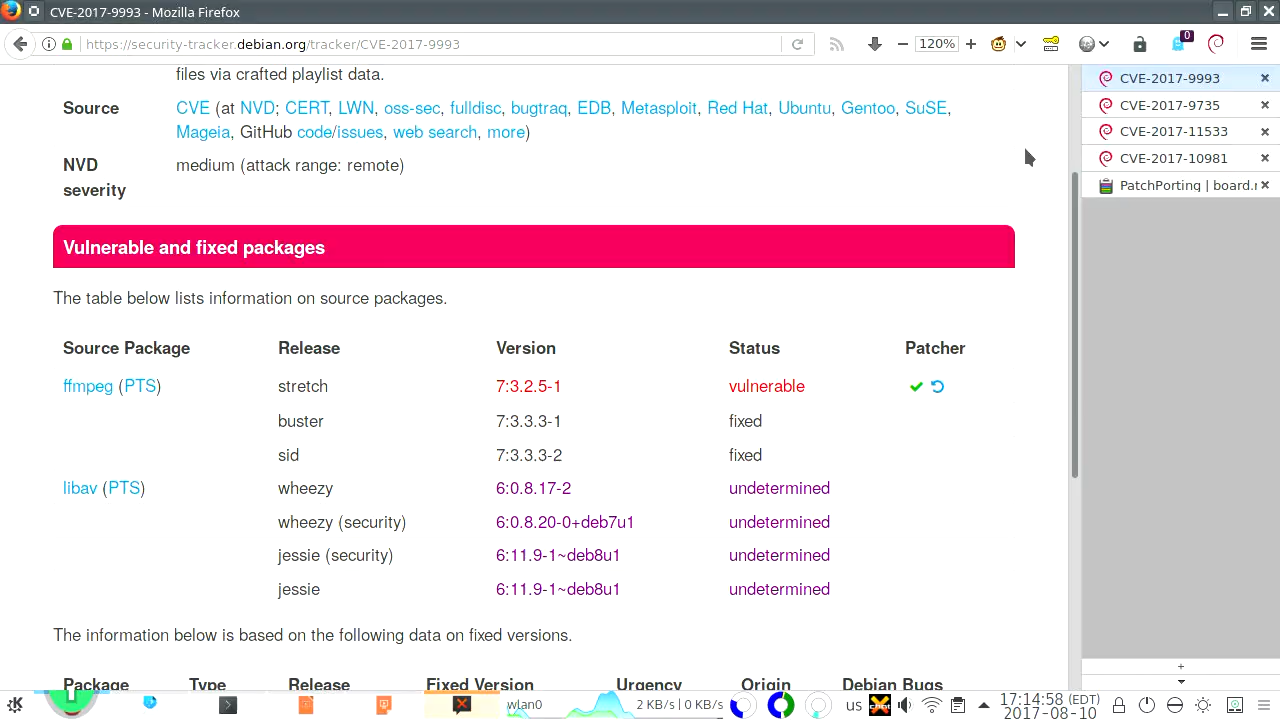 CVE-2017-9993 - Mozilla Firefox
https://security-tracker.debian.org/tracker/CVE-2017-9993
120%
0
files via crafted playlist data.
Source CVE (at NVD; CERT, LWN, oss-sec, fulldisc, bugtraq, EDB, Metasploit, Red Hat, Ubuntu, Gentoo, SuSE,
Mageia, GitHub code/issues, web search, more)
NVD severity medium (attack range: remote)
Vulnerable and fixed packages
The table below lists information on source packages.
Source Package Release Version Status Patcher
ffmpeg (PTS) stretch 7:3.2.5-1 vulnerable
buster 7:3.3.3-1 fixed
sid 7:3.3.3-2 fixed
libav (PTS) wheezy 6:0.8.17-2 undetermined
wheezy (security) 6:0.8.20-0+deb7u1 undetermined
jessie (security) 6:11.9-1~deb8u1 undetermined
jessie 6:11.9-1~deb8u1 undetermined
The information below is based on the following data on fixed versions.
Package Type Release Fixed Version Urgency Origin Debian Bugs
CVE-2017-9993
CVE-2017-9735
CVE-2017-11533
CVE-2017-10981
PatchPorting | board.r
wlan0 2 KB/s | 0 KB/s us 17:14:58 (EDT)
2017-08-10